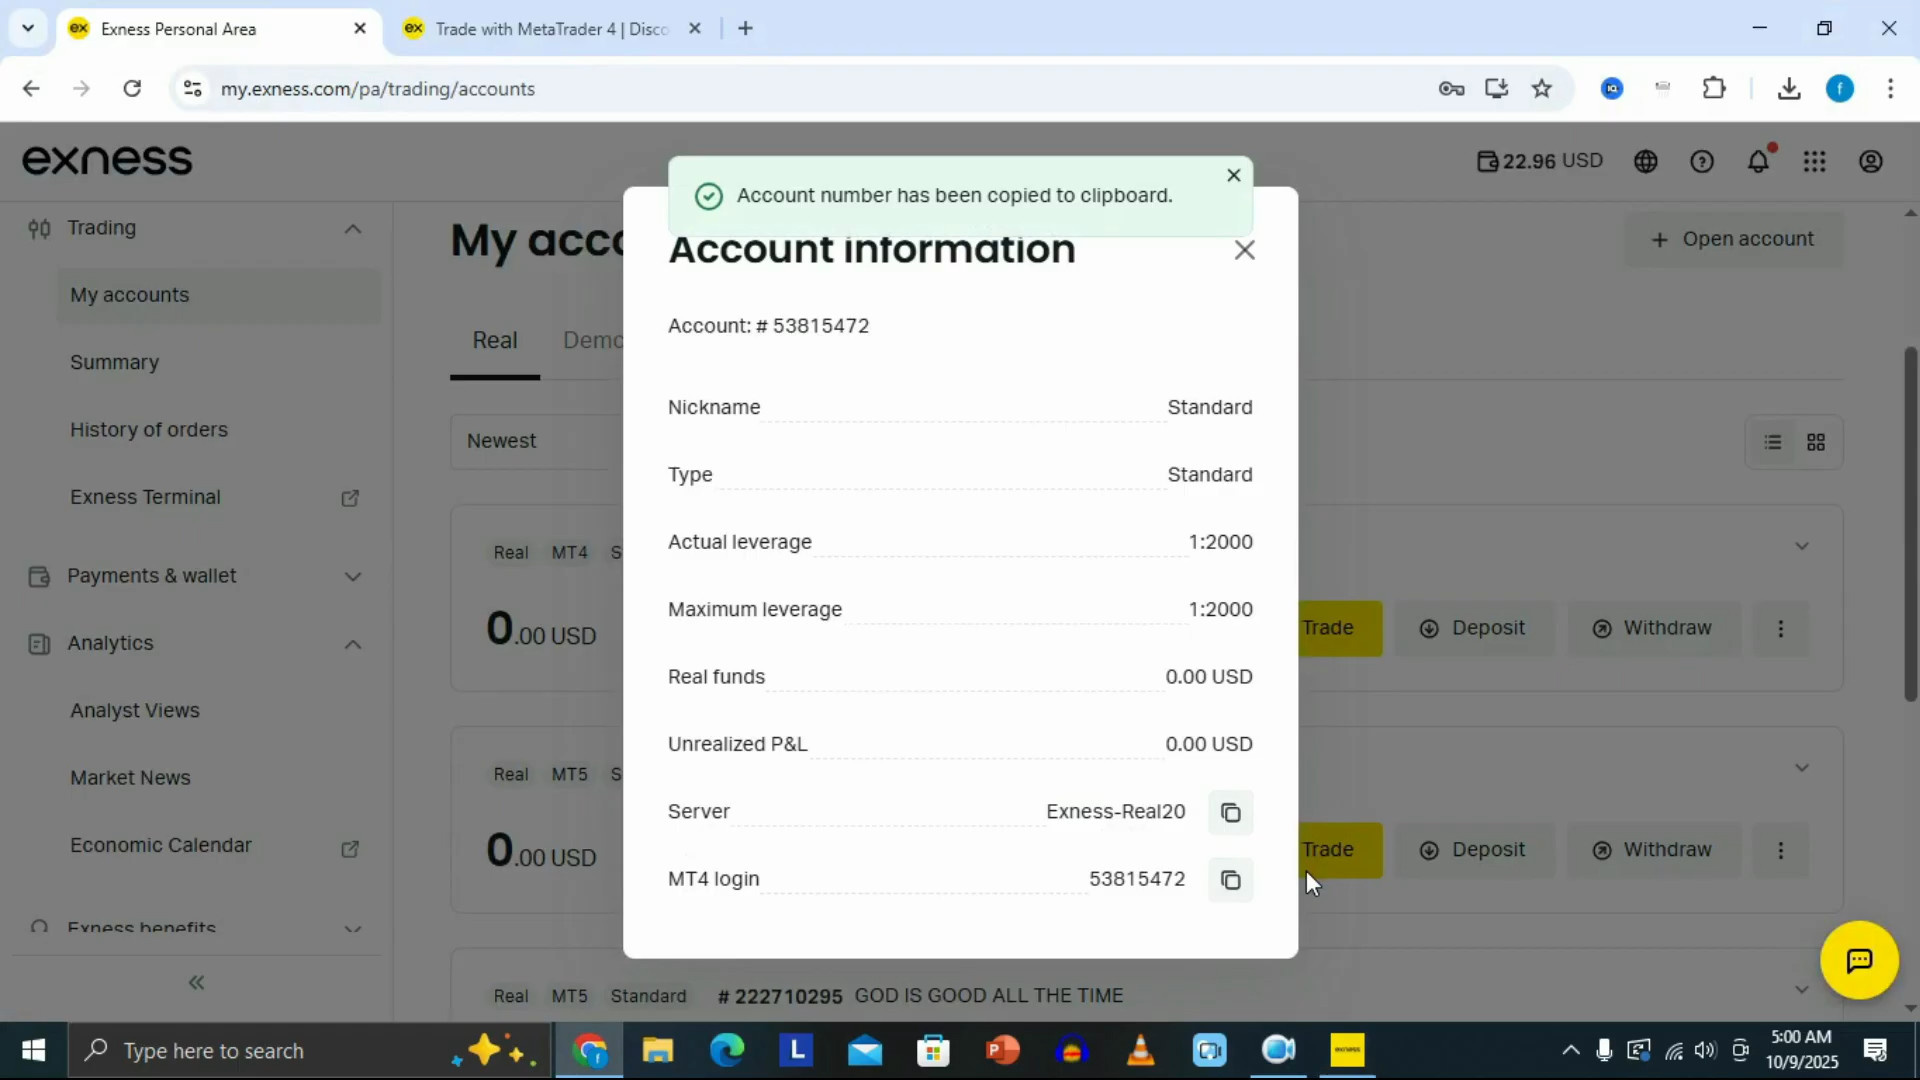 Exness Personal Area
Trade with MetaTrader 4 | Disco
my.exness.com/pa/trading/accounts
exness
22.96 USD
Account number has been copied to clipboard.
Trading
My accounts
Summary
History of orders
Exness Terminal
Payments & wallet
Analytics
Analyst Views
Market News
Economic Calendar
Exness benefits
My acco
Open account
Real
Demo
Newest
Account information
Account: # 53815472
Nickname Standard
Type Standard
Actual leverage 1:2000
Maximum leverage 1:2000
Real funds 0.00 USD
Unrealized P&L 0.00 USD
Server Exness-Real20
MT4 login 53815472
Real MT4 S
0.00 USD
Trade Deposit Withdraw
Real MT5 S
0.00 USD
Trade Deposit Withdraw
Real MT5 Standard # 222710295 GOD IS GOOD ALL THE TIME
Type here to search
5:00 AM
10/9/2025